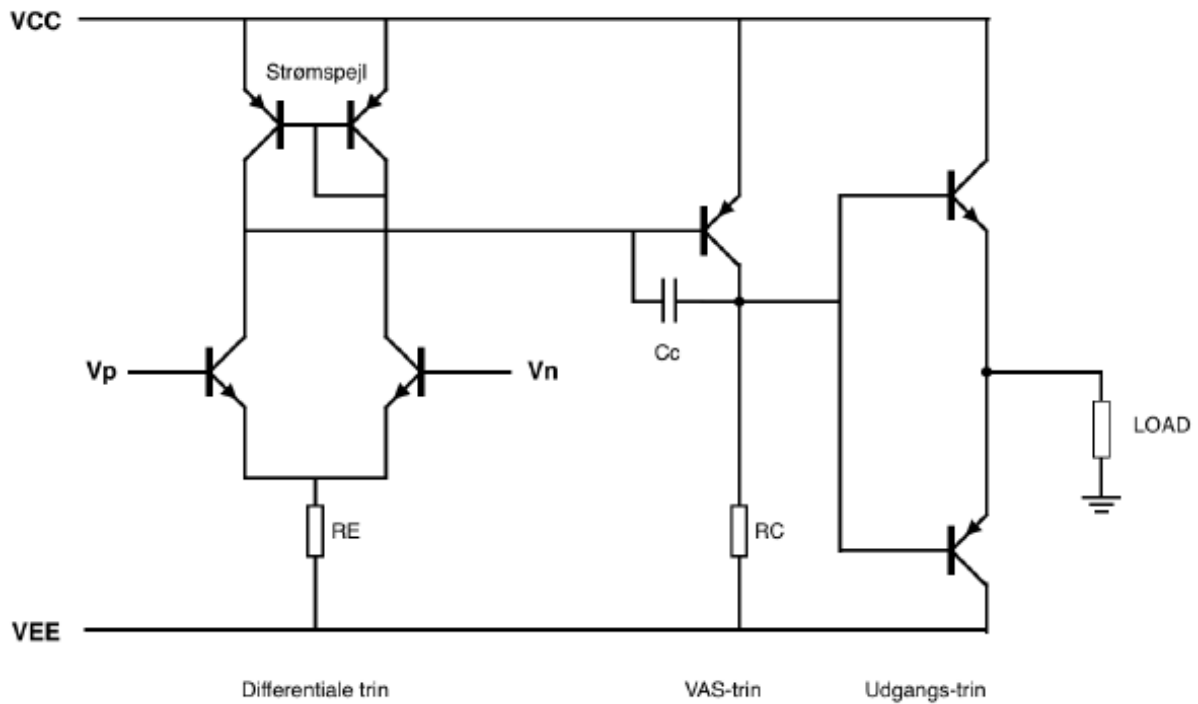 VCC
Strømspejl
Cc
Vp
Vn
LOAD
RE
RC
VEE
Differentiale trin
VAS-trin
Udgangs-trin